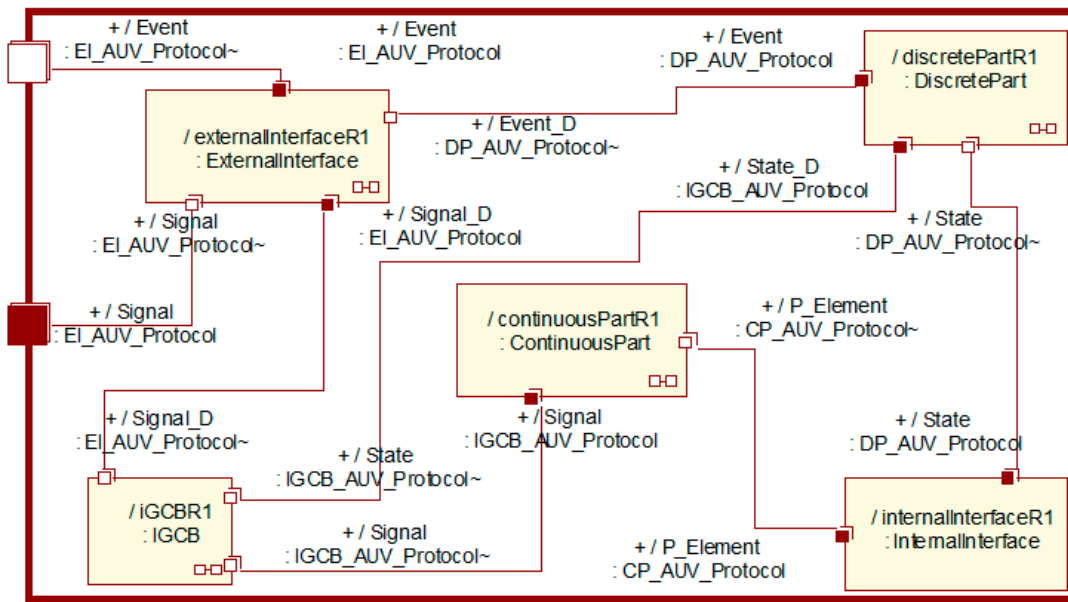 + / Event
: EI_AUV_Protocol~
+ / Event
: EI_AUV_Protocol
+ / Event
: DP_AUV_Protocol
/ discretePartR1
: DiscretePart
/ externalInterfaceR1
: ExternalInterface
+ / Event_D
: DP_AUV_Protocol~
+ / State_D
: IGCB_AUV_Protocol
+ / Signal
: EI_AUV_Protocol~
+ / Signal_D
: EI_AUV_Protocol
+ / State
: DP_AUV_Protocol~
+ / Signal
: EI_AUV_Protocol
/ continuousPartR1
: ContinuousPart
+ / P_Element
: CP_AUV_Protocol~
+ / Signal_D
: EI_AUV_Protocol~
+ / Signal
: IGCB_AUV_Protocol
+ / State
: DP_AUV_Protocol
+ / State
: IGCB_AUV_Protocol~
/ iGCBR1
: IGCB
+ / Signal
: IGCB_AUV_Protocol~
/ internalInterfaceR1
: InternalInterface
+ / P_Element
: CP_AUV_Protocol